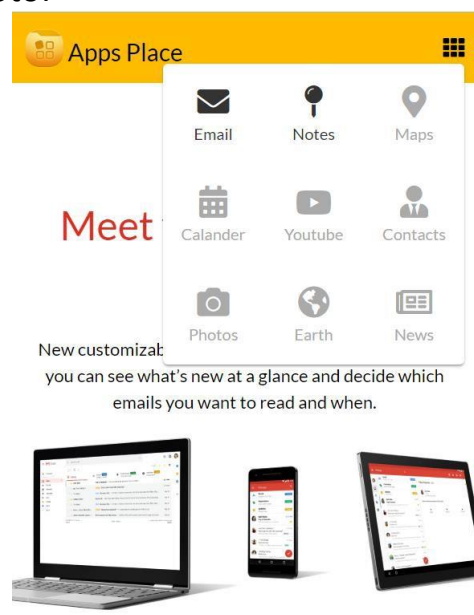 Apps Place
Email Notes Maps
Meet
Calander Youtube Contacts
Photos Earth News
New customizab
you can see what's new at a glance and decide which
emails you want to read and when.